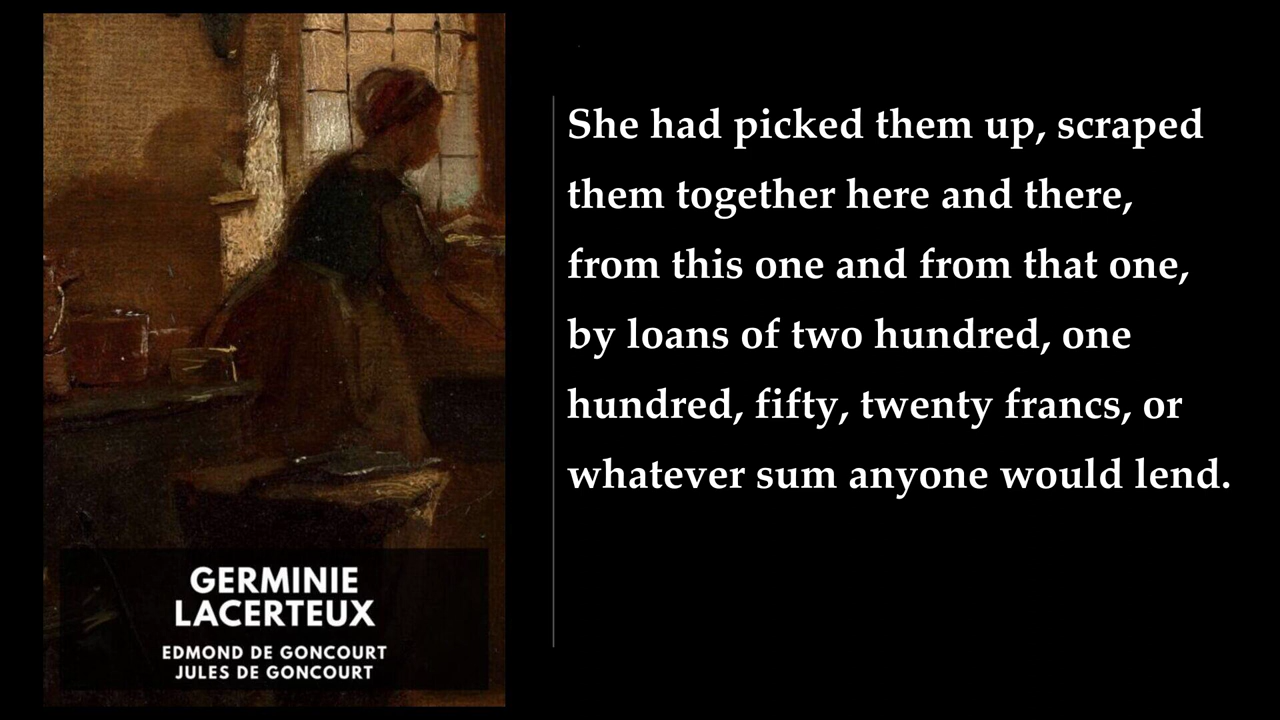 She had picked them up, scraped
them together here and there,
from this one and from that one,
by loans of two hundred, one
hundred, fifty, twenty francs, or
whatever sum anyone would lend.
GERMINIE
LACERTEUX
EDMOND DE GONCOURT
JULES DE GONCOURT